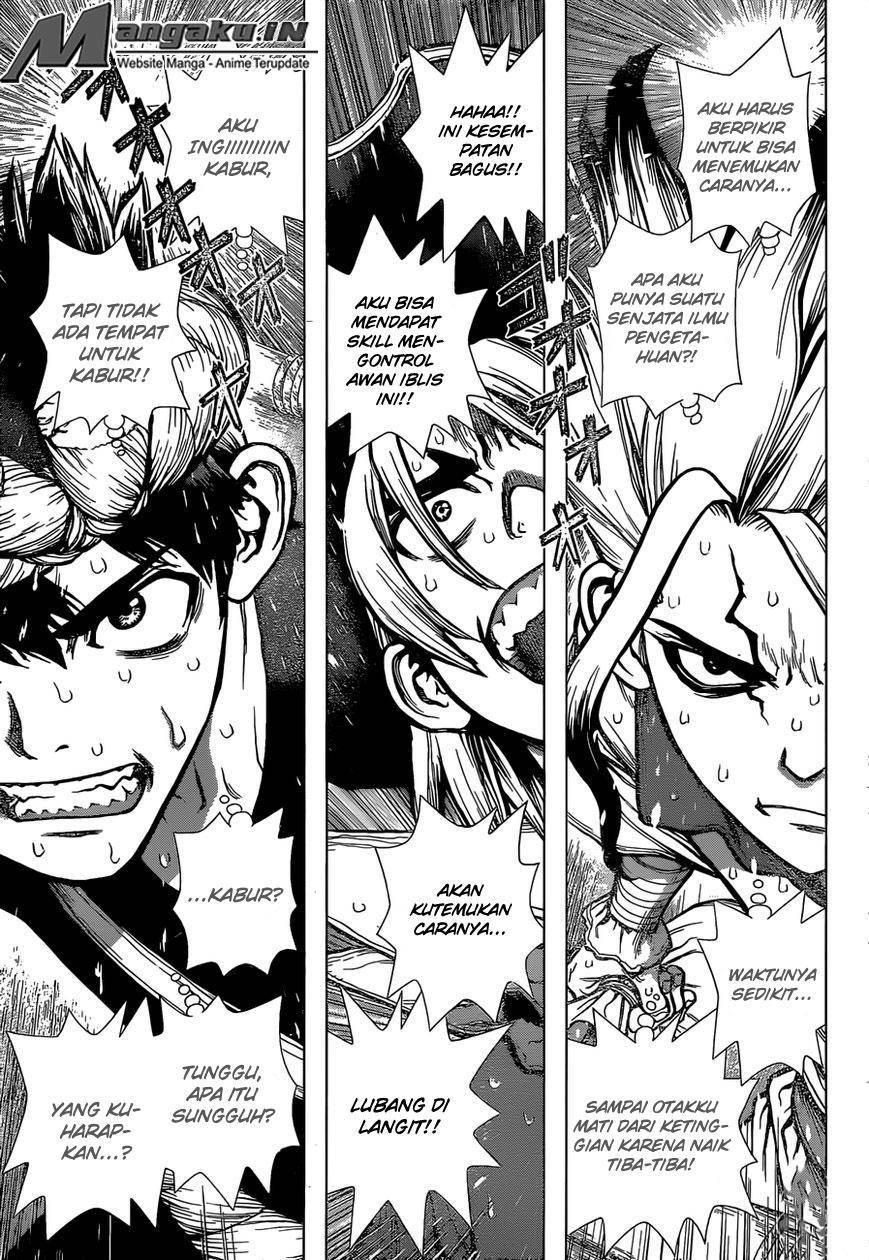 Mangaku.IN
Website Manga - Anime Terupdate
AKU HARUS
BERPIKIR
UNTUK BISA
MENEMUKAN
CARANYA...
APA AKU
PUNYA SUATU
SENJATA ILMU
PENGETA-
HUAN?!
WAKTUNYA
SEDIKIT...
SAMPAI OTAKKU
MATI DARI KETING-
GIAN KARENA NAIK
TIBA-TIBA!
HAHAA!!
INI KESEM-
PATAN
BAGUS!!
AKU BISA
MENDAPAT
SKILL MEN-
GONTROL
AWAN IBLIS
INI!!
AKAN
KUTEMUKAN
CARANYA...
LUBANG DI
LANGIT!!
AKU
INGIIIIIIIIIN
KABUR,
TAPI TIDAK
ADA TEMPAT
UNTUK
KABUR!!
...KABUR?
TUNGGU,
APA ITU
SUNGGUH?
YANG KU-
HARAP-
KAN...?